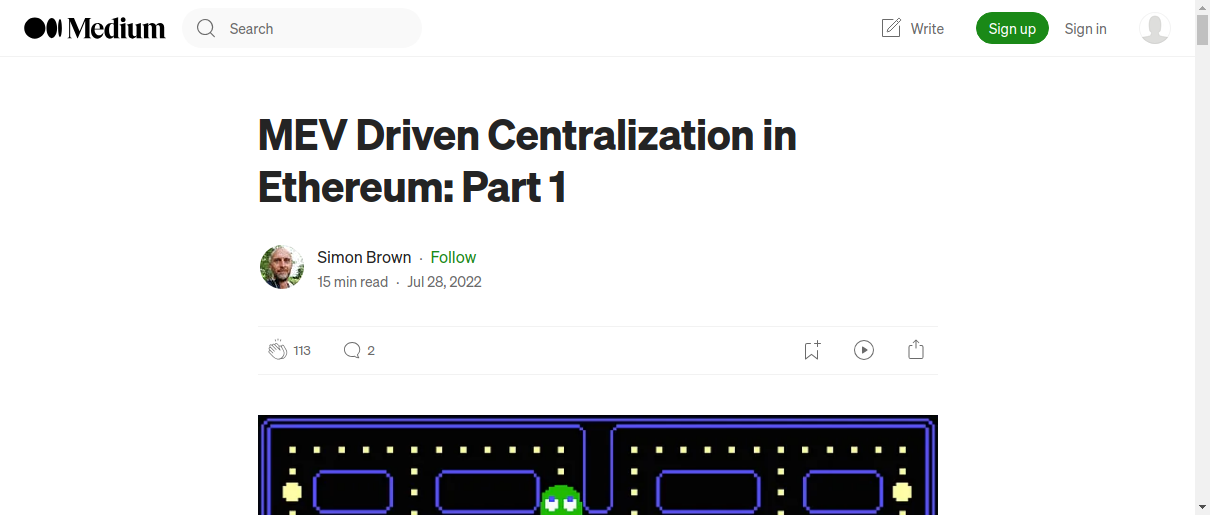 Medium
Search
Write
Sign up
Sign in
MEV Driven Centralization in
Ethereum: Part 1
Simon Brown · Follow
15 min read · Jul 28, 2022
113
2